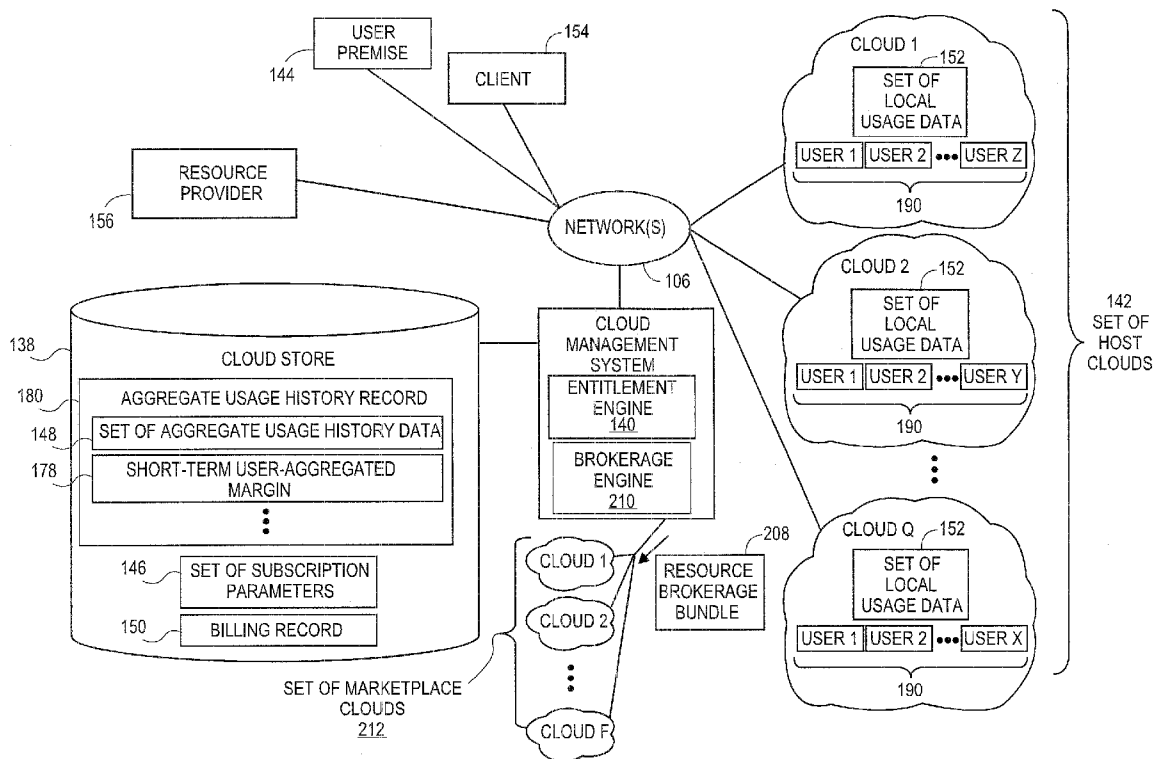 USER
PREMISE
144
154
CLIENT
RESOURCE
PROVIDER
156
NETWORK(S)
106
CLOUD 1
152
SET OF
LOCAL
USAGE DATA
USER 1 USER 2 ••• USER Z
190
CLOUD 2
152
SET OF
LOCAL
USAGE DATA
USER 1 USER 2 ••• USER Y
190
CLOUD Q
152
SET OF
LOCAL
USAGE DATA
USER 1 USER 2 ••• USER X
190
142
SET OF
HOST
CLOUDS
138
CLOUD STORE
180
AGGREGATE USAGE HISTORY RECORD
148
SET OF AGGREGATE USAGE HISTORY DATA
178
SHORT-TERM USER-AGGREGATED
MARGIN
146
SET OF SUBSCRIPTION
PARAMETERS
150
BILLING RECORD
CLOUD
MANAGEMENT
SYSTEM
ENTITLEMENT
ENGINE
140
BROKERAGE
ENGINE
210
208
RESOURCE
BROKERAGE
BUNDLE
CLOUD 1
CLOUD 2
CLOUD F
SET OF MARKETPLACE
CLOUDS
212